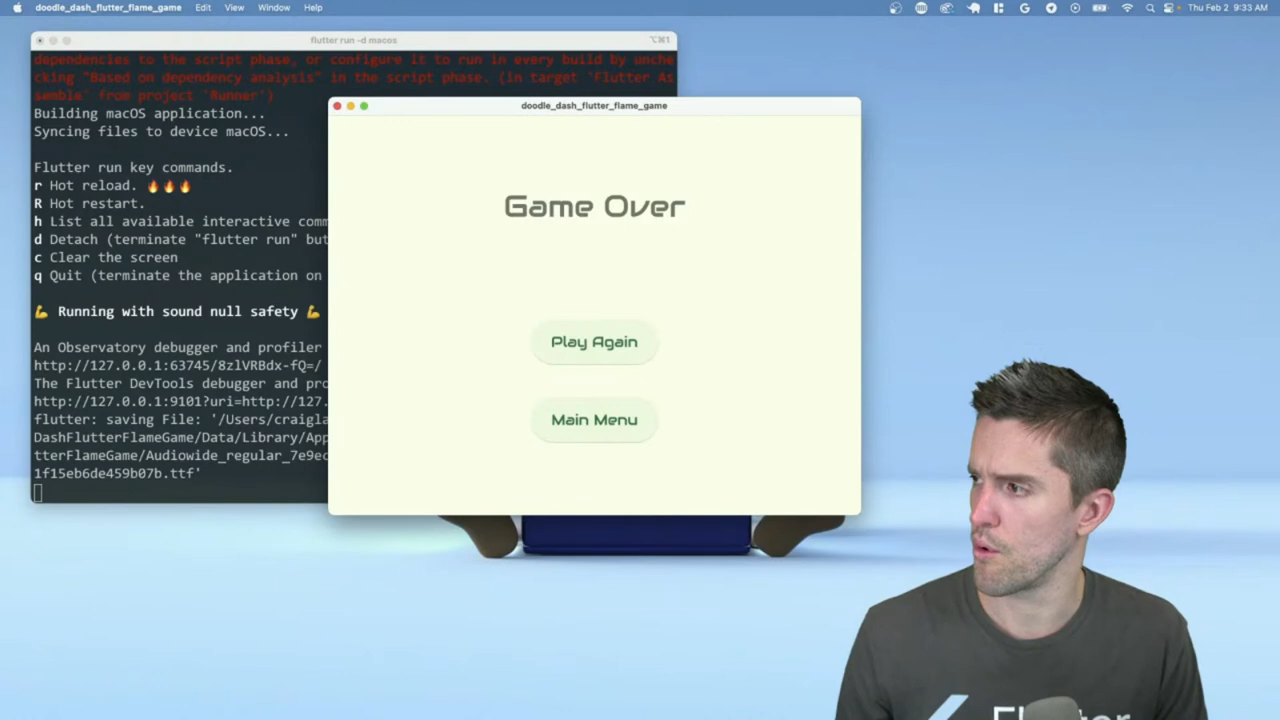 doodle_dash_flutter_flame_game Edit View Window Help
Thu Feb 2 9:33 AM
flutter run -d macos
⌥⌘1
dependencies to the script phase, or configure it to run in every build by unche
cking "Based on dependency analysis" in the script phase. (in target 'Flutter As
semble' from project 'Runner')
Building macOS application...
Syncing files to device macOS...
Flutter run key commands.
r Hot reload. 🔥🔥🔥
R Hot restart.
h List all available interactive comm
d Detach (terminate "flutter run" but
c Clear the screen
q Quit (terminate the application on
💪 Running with sound null safety 💪
An Observatory debugger and profiler
http://127.0.0.1:63745/8zlVRBdx-fQ=/
The Flutter DevTools debugger and pro
http://127.0.0.1:9101?uri=http://127.
flutter: saving File: '/Users/craigla
DashFlutterFlameGame/Data/Library/App
tterFlameGame/Audiowide_regular_7e9ec
1f15eb6de459b07b.ttf'
doodle_dash_flutter_flame_game
Game Over
Play Again
Main Menu
Flutter